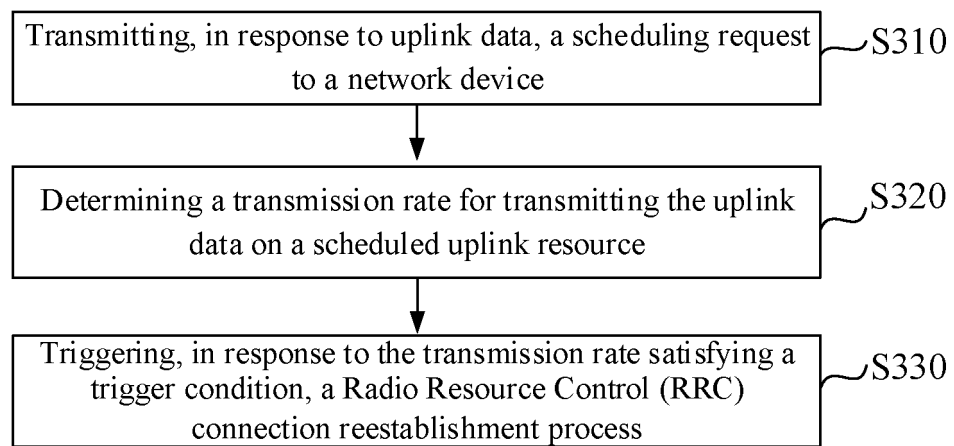 Transmitting, in response to uplink data, a scheduling request
to a network device
S310
Determining a transmission rate for transmitting the uplink
data on a scheduled uplink resource
S320
Triggering, in response to the transmission rate satisfying a
trigger condition, a Radio Resource Control (RRC)
connection reestablishment process
S330